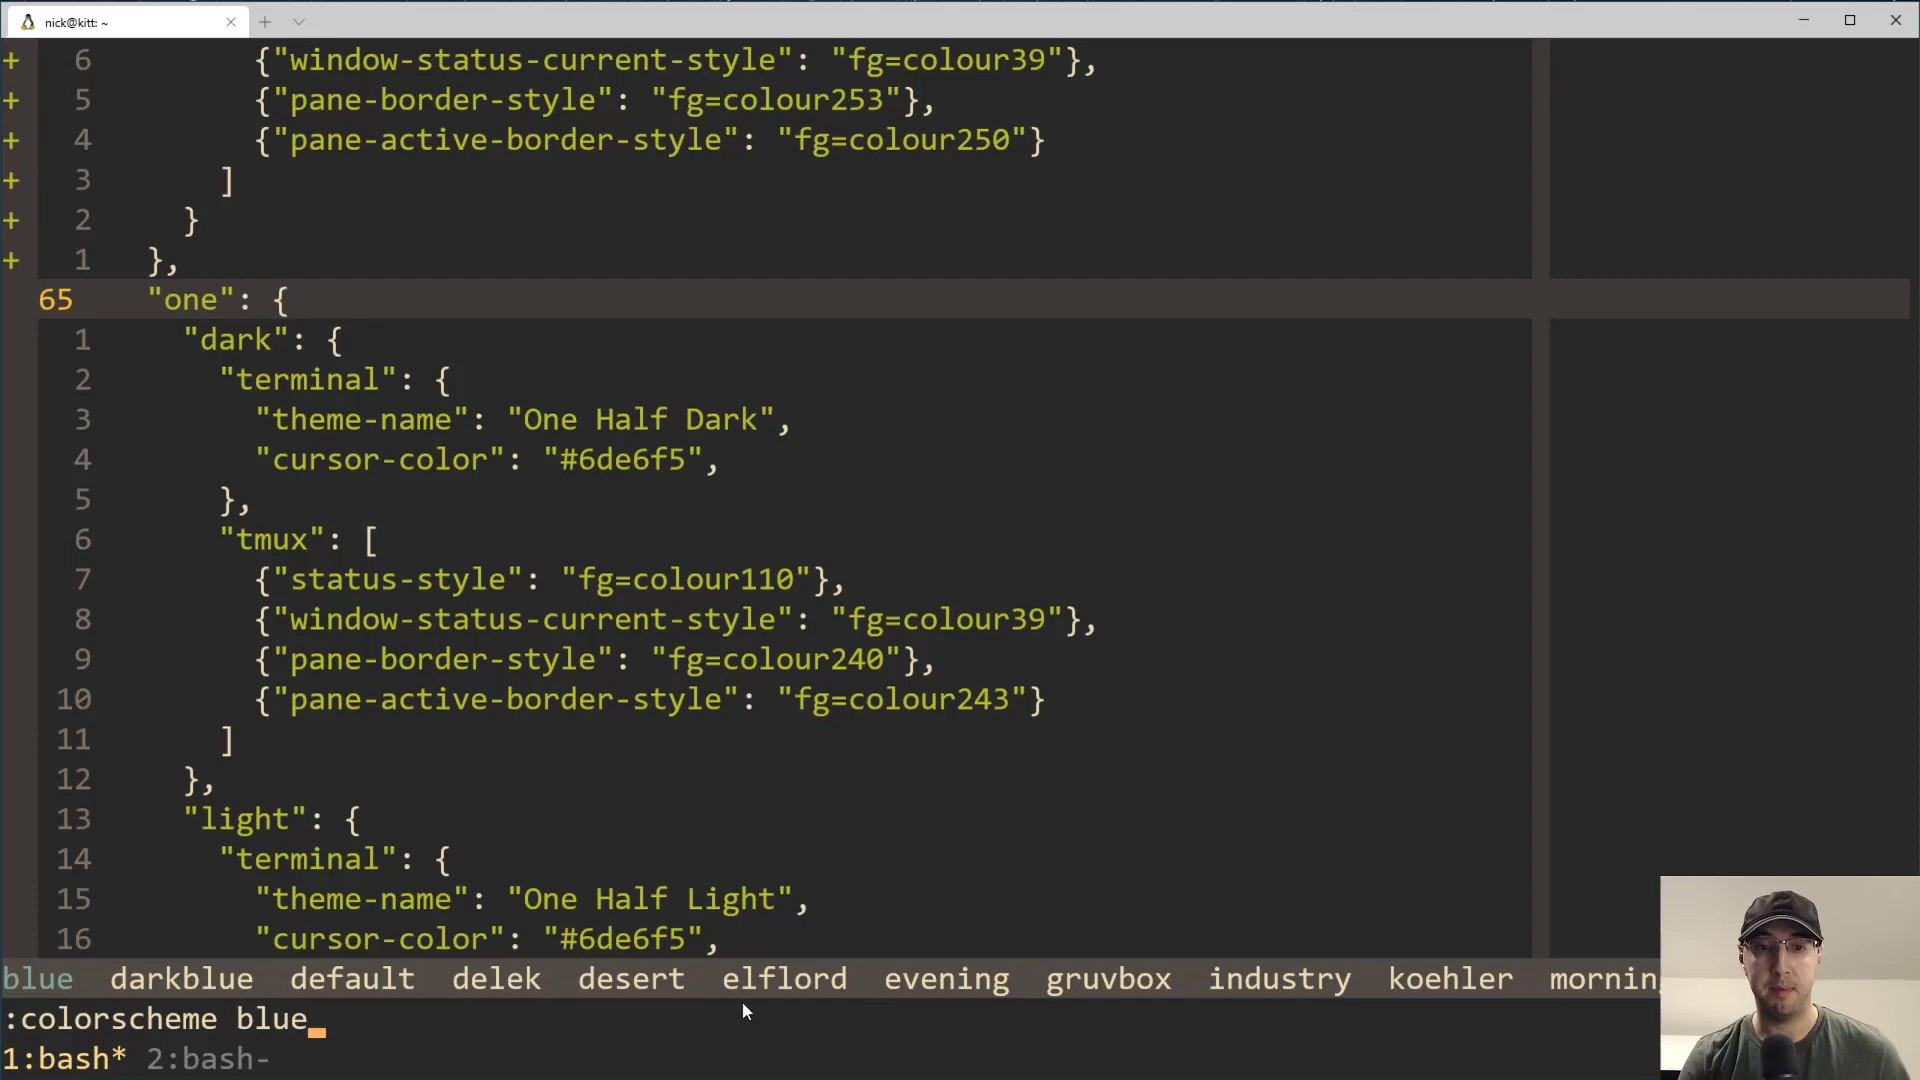 nick@kitt: ~
+ 6 {"window-status-current-style": "fg=colour39"},
+ 5 {"pane-border-style": "fg=colour253"},
+ 4 {"pane-active-border-style": "fg=colour250"}
+ 3 ]
+ 2 }
+ 1 },
65 "one": {
1 "dark": {
2 "terminal": {
3 "theme-name": "One Half Dark",
4 "cursor-color": "#6de6f5",
5 },
6 "tmux": [
7 {"status-style": "fg=colour110"},
8 {"window-status-current-style": "fg=colour39"},
9 {"pane-border-style": "fg=colour240"},
10 {"pane-active-border-style": "fg=colour243"}
11 ]
12 },
13 "light": {
14 "terminal": {
15 "theme-name": "One Half Light",
16 "cursor-color": "#6de6f5",
blue darkblue default delek desert elflord evening gruvbox industry koehler mornin
:colorscheme blue
1:bash* 2:bash-